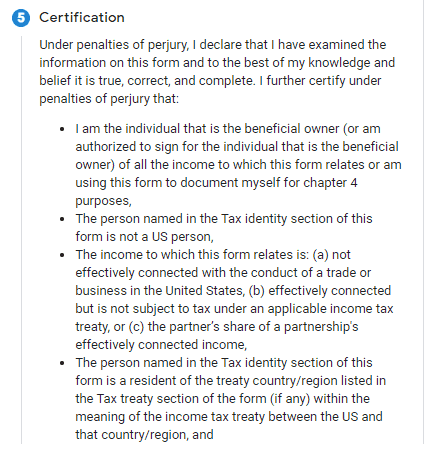 5 Certification
Under penalties of perjury, I declare that I have examined the
information on this form and to the best of my knowledge and
belief it is true, correct, and complete. I further certify under
penalties of perjury that:
• I am the individual that is the beneficial owner (or am
authorized to sign for the individual that is the beneficial
owner) of all the income to which this form relates or am
using this form to document myself for chapter 4
purposes,
• The person named in the Tax identity section of this
form is not a US person,
• The income to which this form relates is: (a) not
effectively connected with the conduct of a trade or
business in the United States, (b) effectively connected
but is not subject to tax under an applicable income tax
treaty, or (c) the partner's share of a partnership's
effectively connected income,
• The person named in the Tax identity section of this
form is a resident of the treaty country/region listed in
the Tax treaty section of the form (if any) within the
meaning of the income tax treaty between the US and
that country/region, and